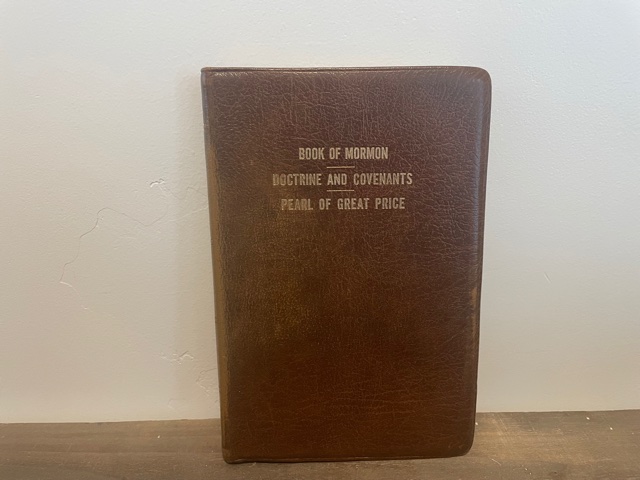 BOOK OF MORMON
DOCTRINE AND COVENANTS
PEARL OF GREAT PRICE